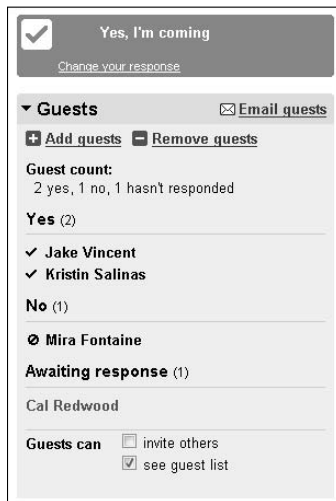 Yes, I'm coming
Change your response
Guests
Email guests
Add guests Remove guests
Guest count:
2 yes, 1 no, 1 hasn't responded
Yes (2)
Jake Vincent
Kristin Salinas
No (1)
Mira Fontaine
Awaiting response (1)
Cal Redwood
Guests can invite others
see guest list